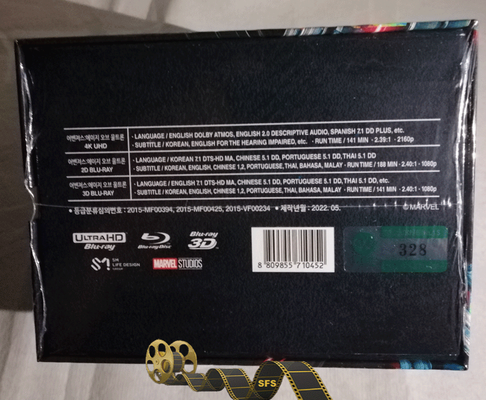 어벤져스:에이지 오브 울트론
4K UHD
· LANGUAGE / ENGLISH DOLBY ATMOS, ENGLISH 2.0 DESCRIPTIVE AUDIO, SPANISH 7.1 DD PLUS, etc.
· SUBTITLE / KOREAN, ENGLISH FOR THE HEARING IMPAIRED, etc. · RUN TIME / 141 MIN · 2.39:1 · 2160p
어벤져스:에이지 오브 울트론
2D BLU-RAY
· LANGUAGE / KOREAN 7.1 DTS-HD MA, CHINESE 5.1 DD, PORTUGUESE 5.1 DD, THAI 5.1 DD
· SUBTITLE / KOREAN, ENGLISH, CHINESE 1,2, PORTUGUESE, THAI, BAHASA, MALAY · RUN TIME / 188 MIN · 2.40:1 · 1080p
어벤져스:에이지 오브 울트론
3D BLU-RAY
· LANGUAGE / ENGLISH 7.1 DTS-HD MA, CHINESE 5.1 DD, PORTUGUESE 5.1 DD, THAI 5.1 DD, etc.
· SUBTITLE / KOREAN, ENGLISH, CHINESE 1,2, PORTUGUESE, THAI, BAHASA, MALAY · RUN TIME / 141 MIN · 2.40:1 · 1080p
• 등급분류심의번호 : 2015-MF00394, 2015-MF00425, 2015-VF0234 • 제작년월 : 2022. 05.
© MARVEL
ULTRA HD
Blu-ray
Blu-ray Disc
Blu-ray
3D
SM
LIFE DESIGN
GROUP
MARVEL STUDIOS
8 809855 710452
328
SFS